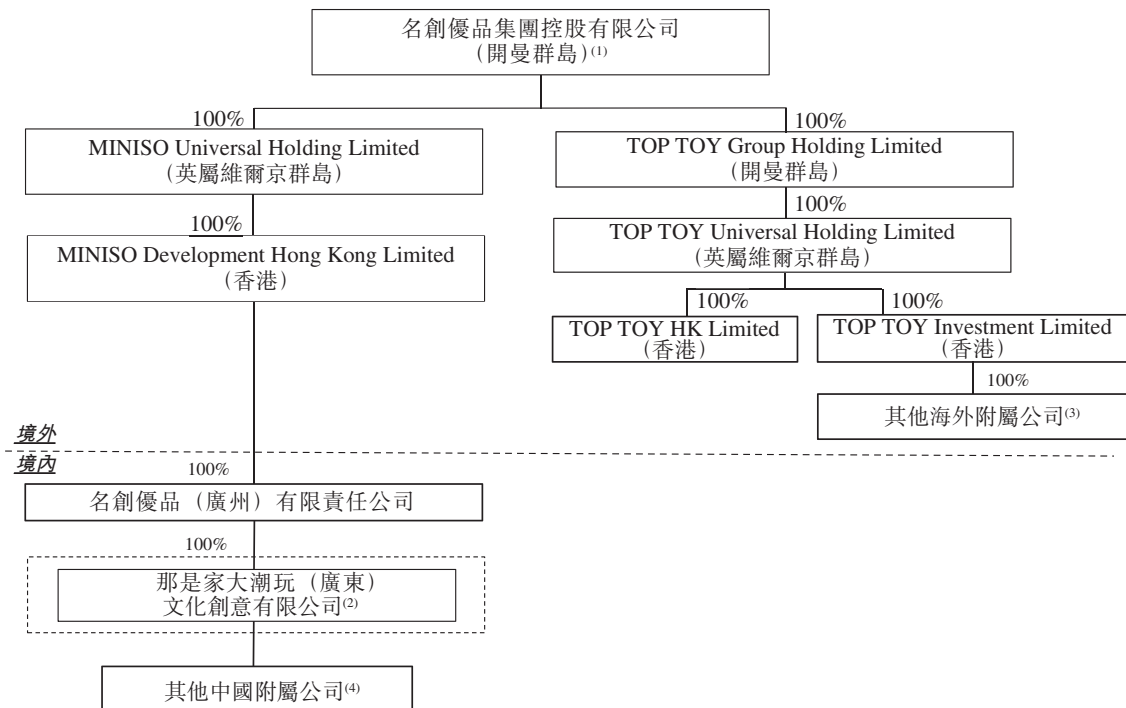 名創優品集團控股有限公司
(開曼群島)(1)
100%
100%
MINISO Universal Holding Limited
(英屬維爾京群島)
TOP TOY Group Holding Limited
(開曼群島)
100%
100%
MINISO Development Hong Kong Limited
(香港)
TOP TOY Universal Holding Limited
(英屬維爾京群島)
100%
100%
TOP TOY HK Limited
(香港)
TOP TOY Investment Limited
(香港)
100%
其他海外附屬公司(3)
境外
境內
100%
名創優品(廣州)有限責任公司
100%
那是家大潮玩(廣東)
文化創意有限公司(2)
其他中國附屬公司(4)